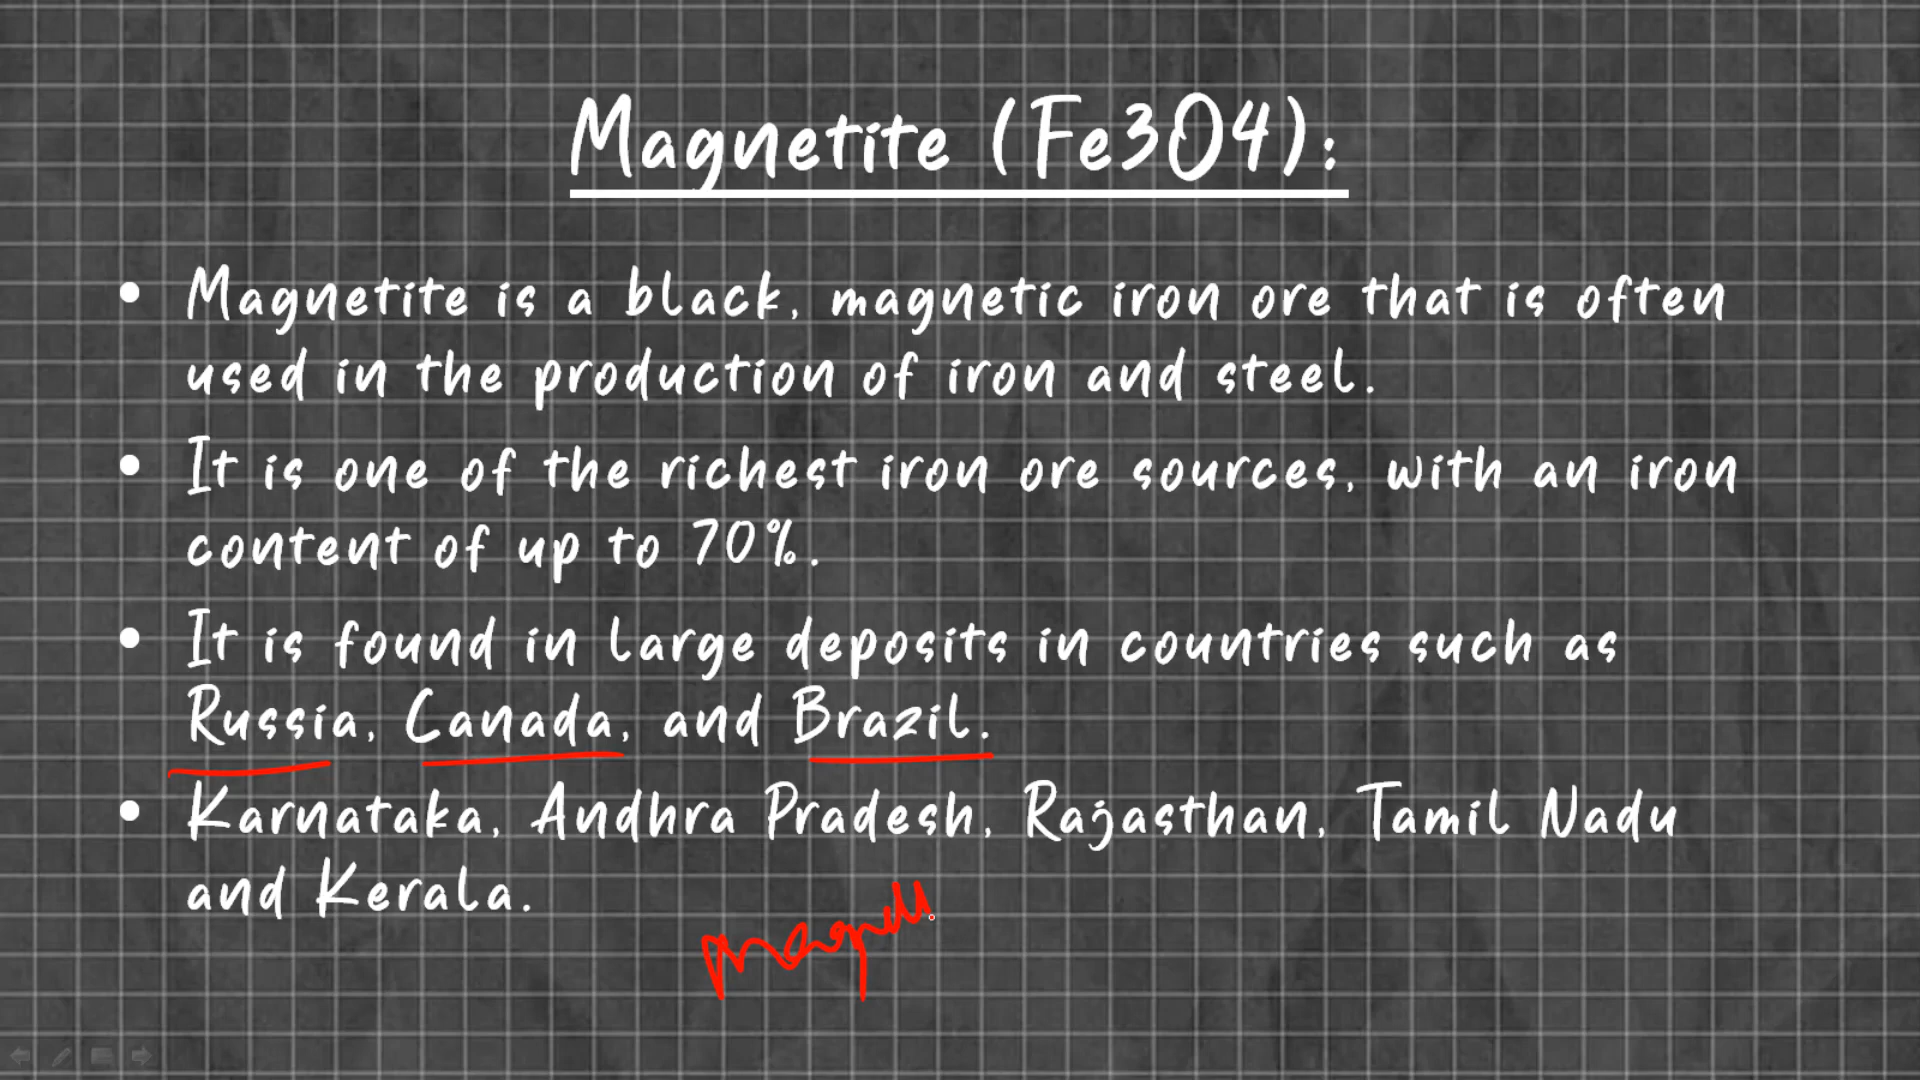 Magnetite (Fe3O4):
• Magnetite is a black, magnetic iron ore that is often
used in the production of iron and steel.
• It is one of the richest iron ore sources, with an iron
content of up to 70%.
• It is found in large deposits in countries such as
Russia, Canada, and Brazil.
• Karnataka, Andhra Pradesh, Rajasthan, Tamil Nadu
and Kerala.